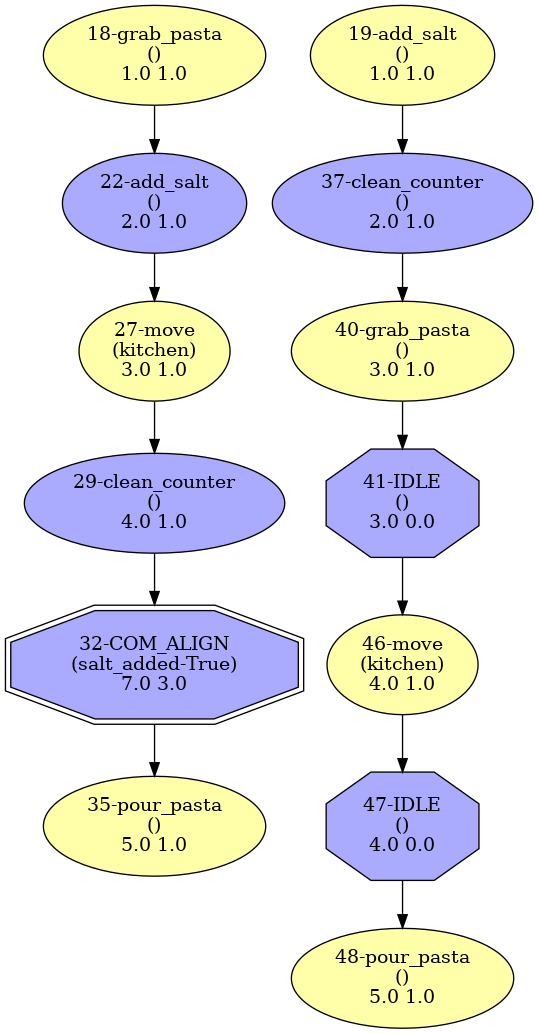 18-grab_pasta
()
1.0 1.0
22-add_salt
()
2.0 1.0
27-move
(kitchen)
3.0 1.0
29-clean_counter
()
4.0 1.0
32-COM_ALIGN
(salt_added-True)
7.0 3.0
35-pour_pasta
()
5.0 1.0
19-add_salt
()
1.0 1.0
37-clean_counter
()
2.0 1.0
40-grab_pasta
()
3.0 1.0
41-IDLE
()
3.0 0.0
46-move
(kitchen)
4.0 1.0
47-IDLE
()
4.0 0.0
48-pour_pasta
()
5.0 1.0